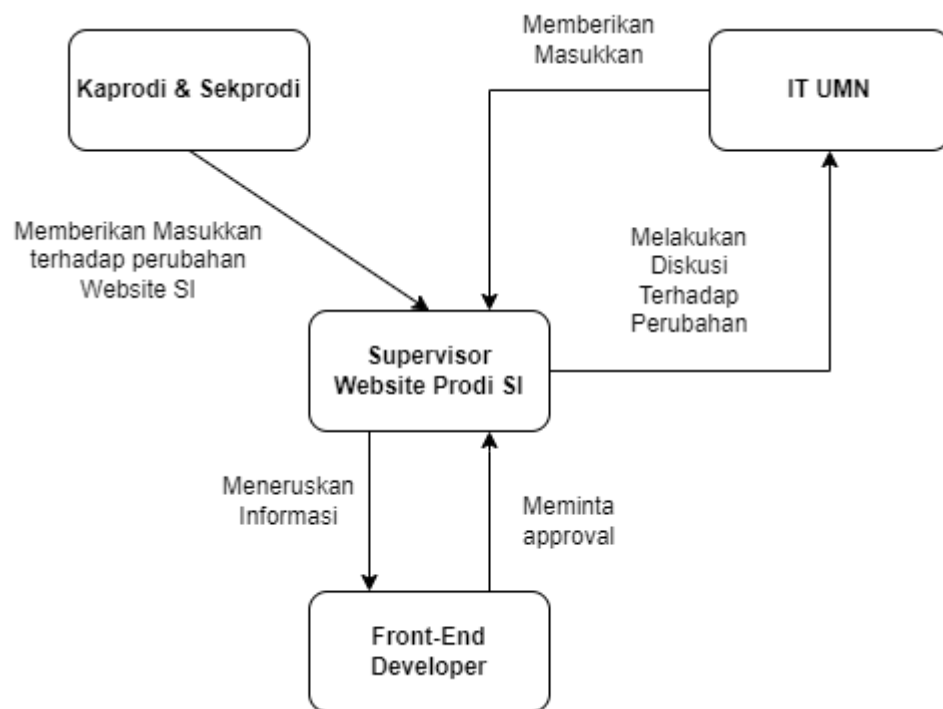 Memberikan
Masukkan
Kaprodi & Sekprodi
IT UMN
Memberikan Masukkan
terhadap perubahan
Website SI
Melakukan
Diskusi
Terhadap
Perubahan
Supervisor
Website Prodi SI
Meneruskan
Informasi
Meminta
approval
Front-End
Developer